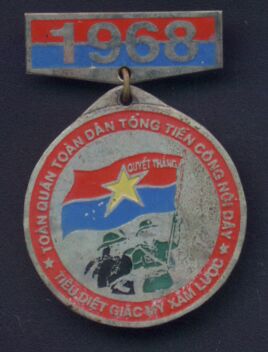 1968
TOÀN QUÂN TOÀN DÂN TỔNG TIẾN CÔNG NỔI DẬY
QUYẾT THẮNG
TIÊU DIỆT GIẶC MỸ XÂM LƯỢC